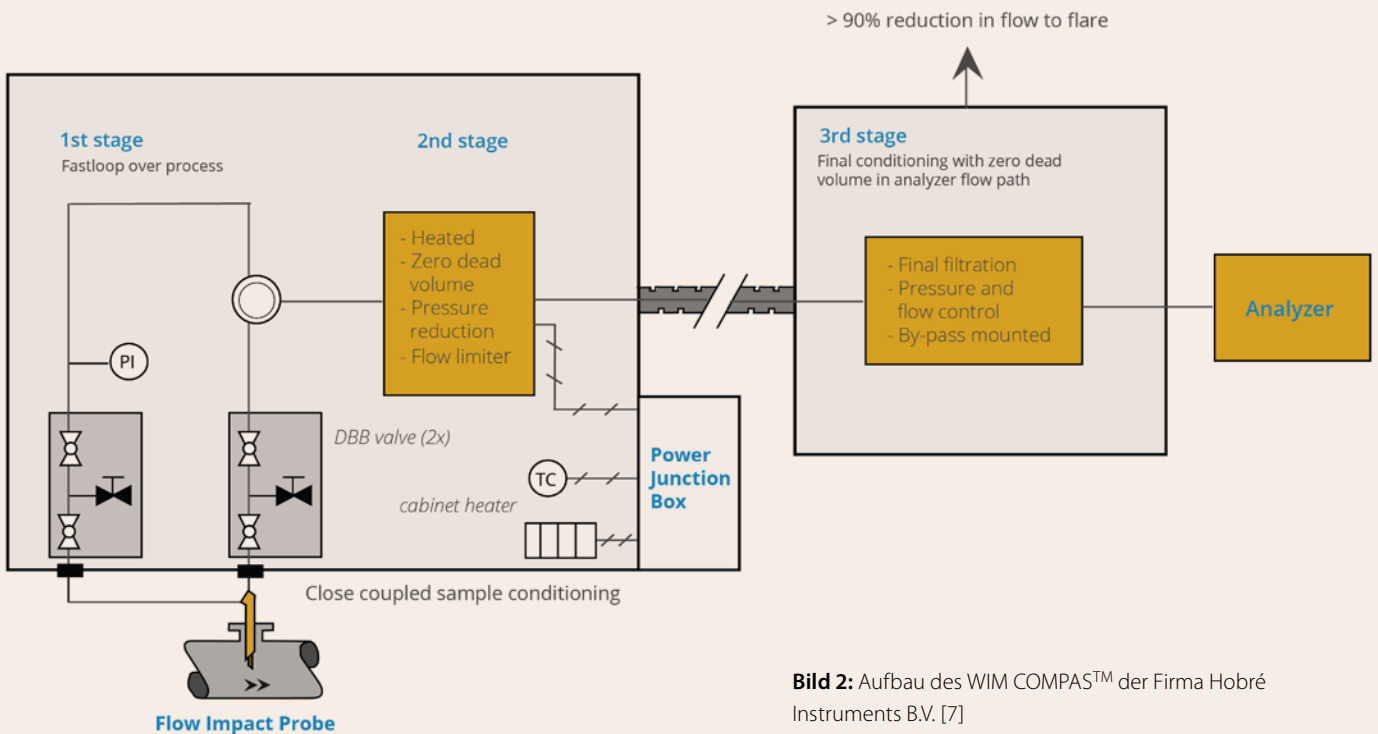 > 90% reduction in flow to flare
1st stage
Fastloop over process
2nd stage
3rd stage
Final conditioning with zero dead
volume in analyzer flow path
- Heated
- Zero dead
volume
- Pressure
reduction
- Flow limiter
- Final filtration
- Pressure and
flow control
- By-pass mounted
Analyzer
PI
DBB valve (2x)
TC
cabinet heater
Power
Junction
Box
Close coupled sample conditioning
Flow Impact Probe
Bild 2: Aufbau des WIM COMPAS™ der Firma Hobré
Instruments B.V. [7]